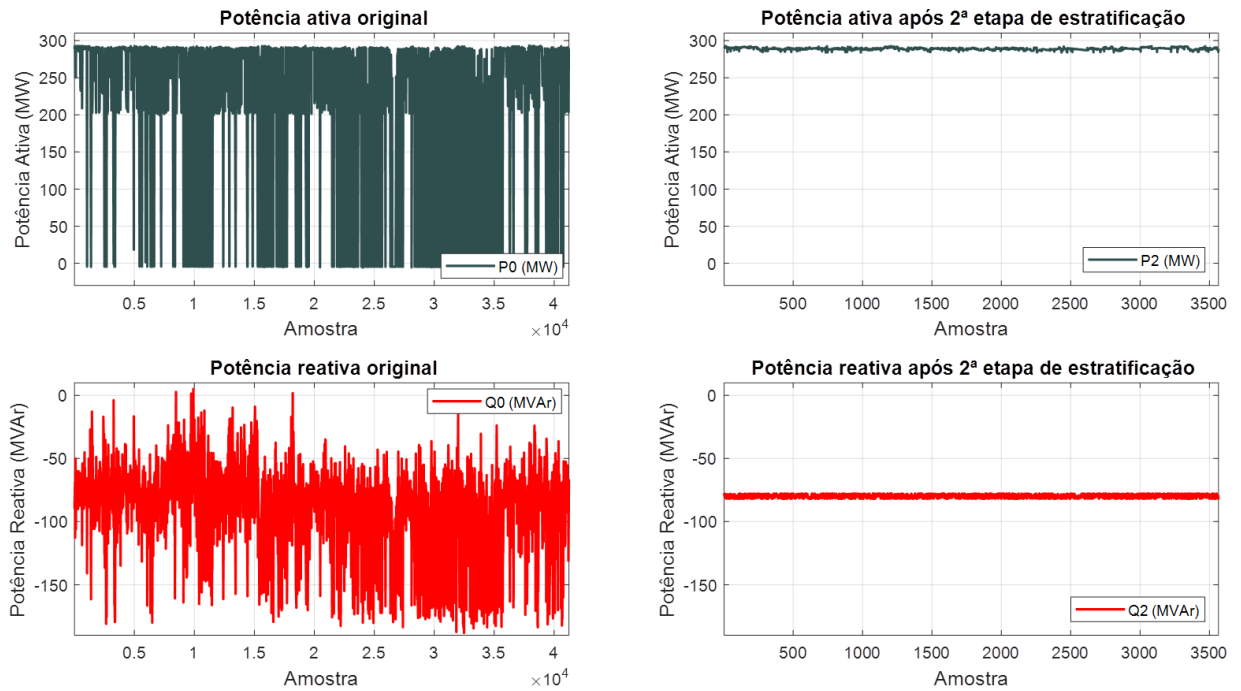 Potência ativa original
Potência Ativa (MW)
300
250
200
150
100
50
0
P0 (MW)
0.5 1 1.5 2 2.5 3 3.5 4
×10⁴
Amostra
Potência ativa após 2ª etapa de estratificação
Potência Ativa (MW)
300
250
200
150
100
50
0
P2 (MW)
500 1000 1500 2000 2500 3000 3500
Amostra
Potência reativa original
Potência Reativa (MVAr)
0
-50
-100
-150
Q0 (MVAr)
0.5 1 1.5 2 2.5 3 3.5 4
×10⁴
Amostra
Potência reativa após 2ª etapa de estratificação
Potência Reativa (MVAr)
0
-50
-100
-150
Q2 (MVAr)
500 1000 1500 2000 2500 3000 3500
Amostra